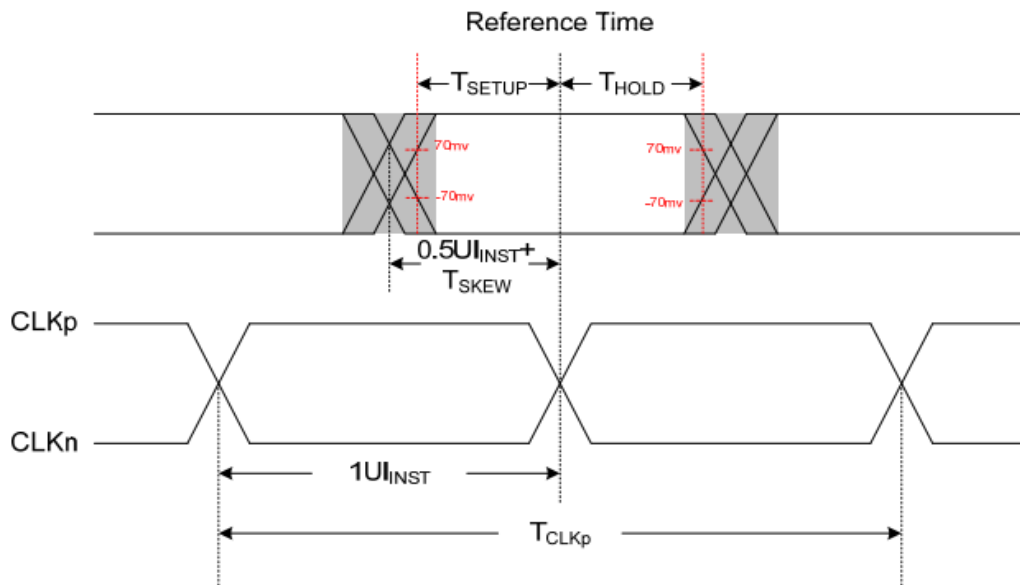 Reference Time
TSETUP
THOLD
70mv
70mv
-70mv
-70mv
0.5UIINST+
TSKEW
CLKp
CLKn
1UIINST
TCLKp